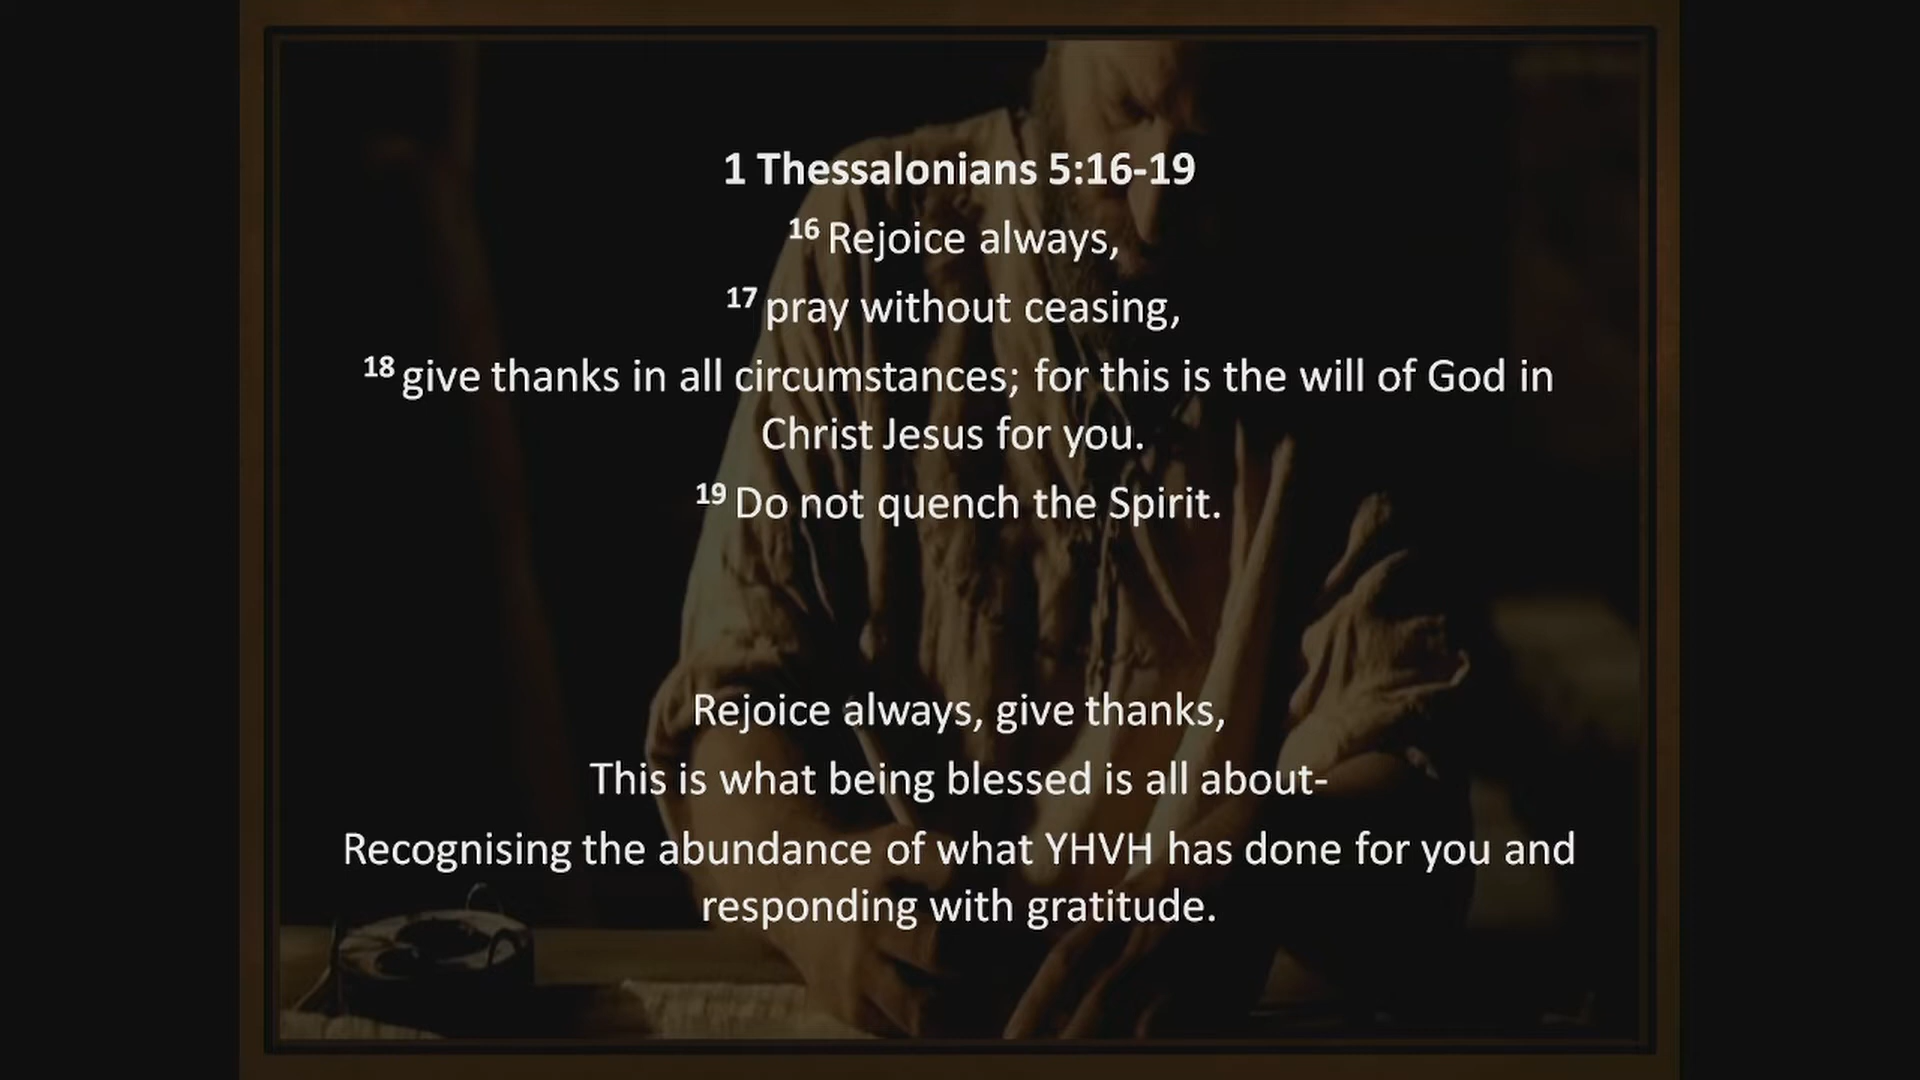 1 Thessalonians 5:16-19
16 Rejoice always,
17 pray without ceasing,
18 give thanks in all circumstances; for this is the will of God in
Christ Jesus for you.
19 Do not quench the Spirit.
Rejoice always, give thanks,
This is what being blessed is all about-
Recognising the abundance of what YHVH has done for you and
responding with gratitude.